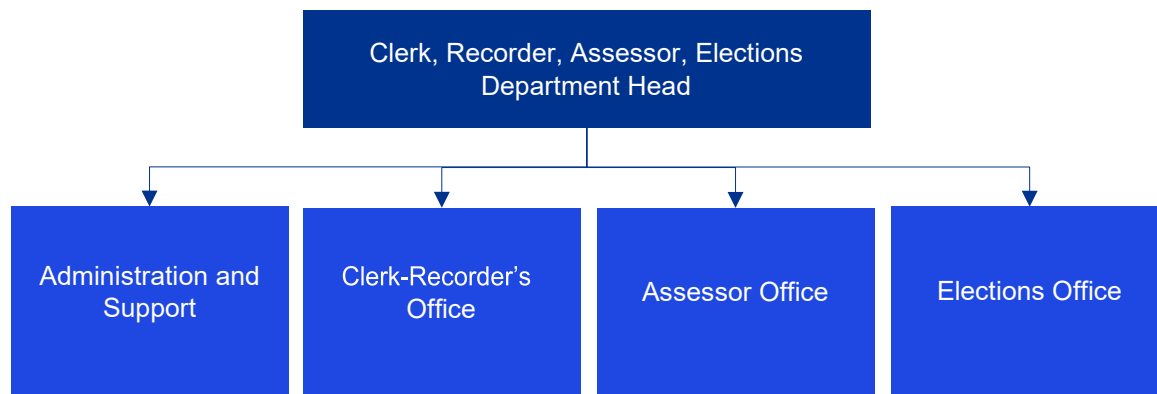 Clerk, Recorder, Assessor, Elections
Department Head
Administration and
Support
Clerk-Recorder’s
Office
Assessor Office
Elections Office